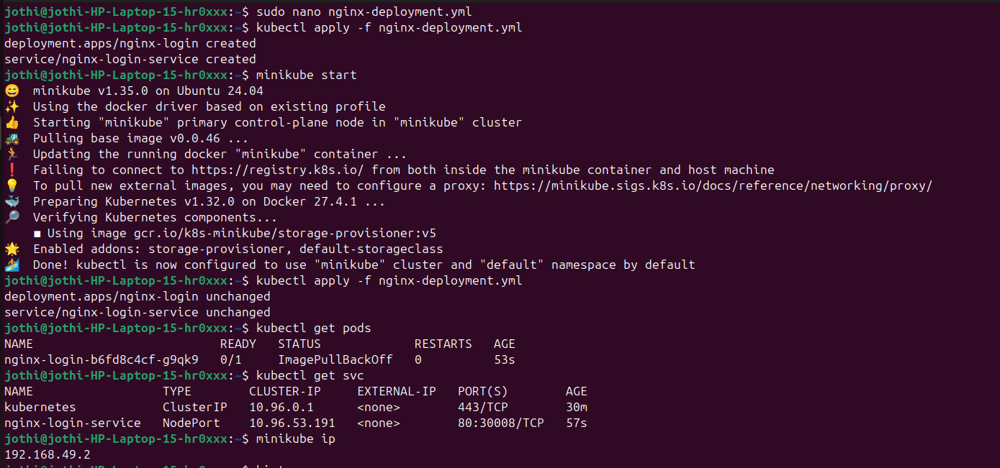 jothi@jothi-HP-Laptop-15-hr0xxx:~$ sudo nano nginx-deployment.yml
jothi@jothi-HP-Laptop-15-hr0xxx:~$ kubectl apply -f nginx-deployment.yml
deployment.apps/nginx-login created
service/nginx-login-service created
jothi@jothi-HP-Laptop-15-hr0xxx:~$ minikube start
😄 minikube v1.35.0 on Ubuntu 24.04
✨ Using the docker driver based on existing profile
👍 Starting "minikube" primary control-plane node in "minikube" cluster
🚜 Pulling base image v0.0.46 ...
🏃 Updating the running docker "minikube" container ...
❗ Failing to connect to https://registry.k8s.io/ from both inside the minikube container and host machine
💡 To pull new external images, you may need to configure a proxy: https://minikube.sigs.k8s.io/docs/reference/networking/proxy/
🐳 Preparing Kubernetes v1.32.0 on Docker 27.4.1 ...
🔎 Verifying Kubernetes components...
▪ Using image gcr.io/k8s-minikube/storage-provisioner:v5
🌟 Enabled addons: storage-provisioner, default-storageclass
🏄 Done! kubectl is now configured to use "minikube" cluster and "default" namespace by default
jothi@jothi-HP-Laptop-15-hr0xxx:~$ kubectl apply -f nginx-deployment.yml
deployment.apps/nginx-login unchanged
service/nginx-login-service unchanged
jothi@jothi-HP-Laptop-15-hr0xxx:~$ kubectl get pods
NAME READY STATUS RESTARTS AGE
nginx-login-b6fd8c4cf-g9qk9 0/1 ImagePullBackOff 0 53s
jothi@jothi-HP-Laptop-15-hr0xxx:~$ kubectl get svc
NAME TYPE CLUSTER-IP EXTERNAL-IP PORT(S) AGE
kubernetes ClusterIP 10.96.0.1 <none> 443/TCP 30m
nginx-login-service NodePort 10.96.53.191 <none> 80:30008/TCP 57s
jothi@jothi-HP-Laptop-15-hr0xxx:~$ minikube ip
192.168.49.2